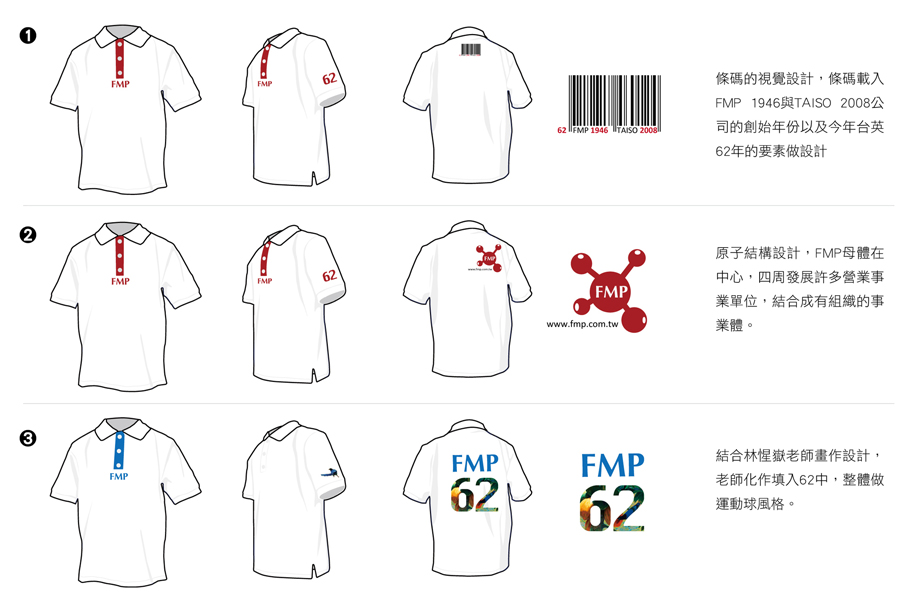 1
FMP
FMP
62
62 FMP 1946 TAISO 2008
條碼的視覺設計，條碼載入
FMP 1946與TAISO 2008公
司的創始年份以及今年台英
62年的要素做設計
2
FMP
FMP
62
FMP
www.fmp.com.tw
FMP
www.fmp.com.tw
原子結構設計，FMP母體在
中心，四周發展許多營業事
業單位，結合成有組織的事
業體。
3
FMP
FMP
62
FMP
62
結合林惺嶽老師畫作設計，
老師化作填入62中，整體做
運動球風格。